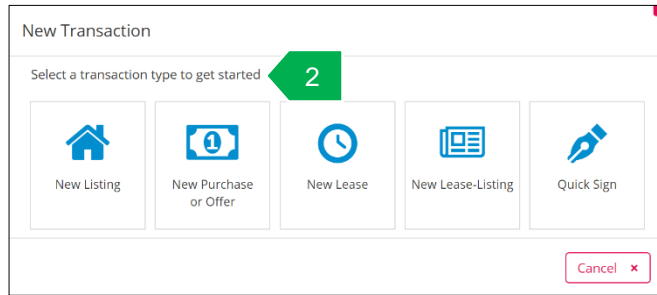 New Transaction
Select a transaction type to get started
2
1
New Listing
New Purchase
or Offer
New Lease
New Lease-Listing
Quick Sign
Cancel ×